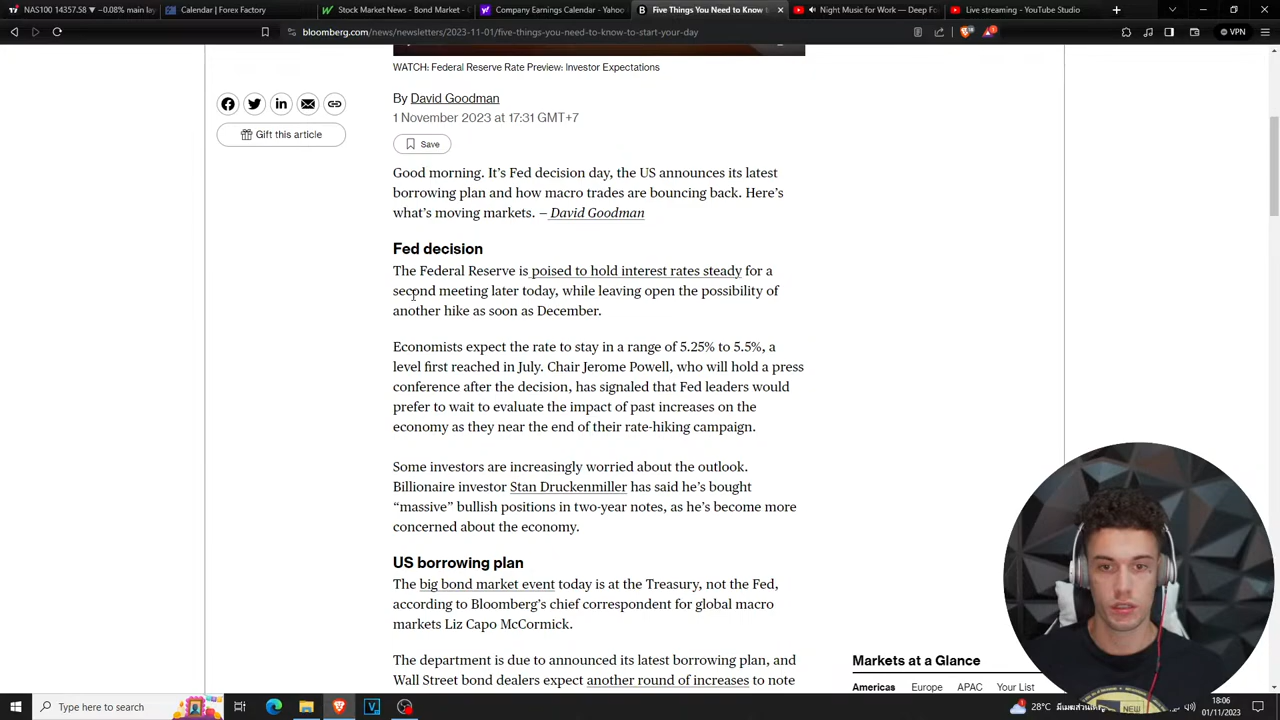 NAS100 14357.58 ▼ −0.08% main lay
Calendar | Forex Factory
Stock Market News - Bond Market - C
Company Earnings Calendar - Yahoo
Five Things You Need to Know t
Night Music for Work — Deep Fo
Live streaming - YouTube Studio
bloomberg.com/news/newsletters/2023-11-01/five-things-you-need-to-know-to-start-your-day
VPN
WATCH: Federal Reserve Rate Preview: Investor Expectations
By David Goodman
1 November 2023 at 17:31 GMT+7
Gift this article
Save
Good morning. It’s Fed decision day, the US announces its latest
borrowing plan and how macro trades are bouncing back. Here’s
what’s moving markets. – David Goodman
Fed decision
The Federal Reserve is poised to hold interest rates steady for a
second meeting later today, while leaving open the possibility of
another hike as soon as December.
Economists expect the rate to stay in a range of 5.25% to 5.5%, a
level first reached in July. Chair Jerome Powell, who will hold a press
conference after the decision, has signaled that Fed leaders would
prefer to wait to evaluate the impact of past increases on the
economy as they near the end of their rate-hiking campaign.
Some investors are increasingly worried about the outlook.
Billionaire investor Stan Druckenmiller has said he’s bought
“massive” bullish positions in two-year notes, as he’s become more
concerned about the economy.
US borrowing plan
The big bond market event today is at the Treasury, not the Fed,
according to Bloomberg’s chief correspondent for global macro
markets Liz Capo McCormick.
The department is due to announced its latest borrowing plan, and
Wall Street bond dealers expect another round of increases to note
Markets at a Glance
Americas Europe APAC Your List
Type here to search
28°C
NEW
18:06
01/11/2023